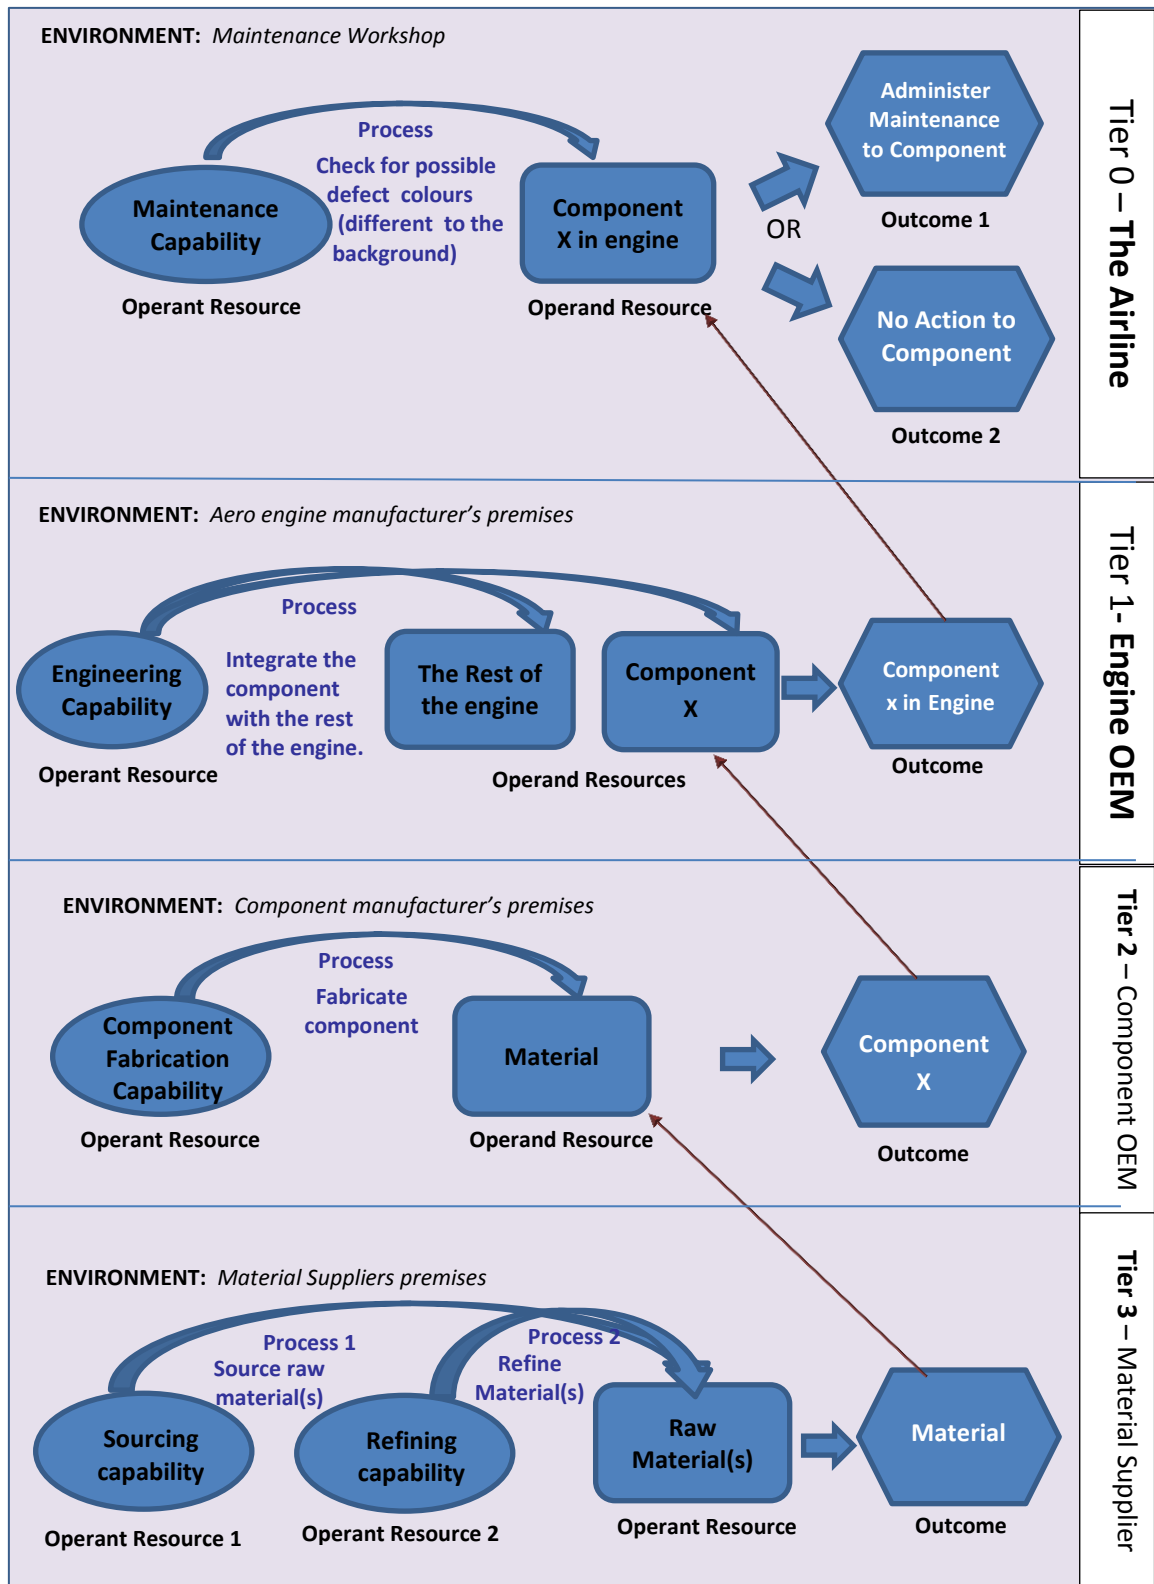 ENVIRONMENT: Maintenance Workshop
Process
Check for possible
defect colours
(different to the
background)
Maintenance
Capability
Operant Resource
Component
X in engine
Operand Resource
OR
Administer
Maintenance
to Component
Outcome 1
No Action to
Component
Outcome 2
Tier 0 – The Airline
ENVIRONMENT: Aero engine manufacturer's premises
Process
Integrate the
component
with the rest
of the engine.
Engineering
Capability
Operant Resource
The Rest of
the engine
Component
X
Operand Resources
Component
x in Engine
Outcome
Tier 1- Engine OEM
ENVIRONMENT: Component manufacturer's premises
Process
Fabricate
component
Component
Fabrication
Capability
Operant Resource
Material
Operand Resource
Component
X
Outcome
Tier 2 – Component OEM
ENVIRONMENT: Material Suppliers premises
Process 1
Source raw
material(s)
Process 2
Refine
Material(s)
Sourcing
capability
Operant Resource 1
Refining
capability
Operant Resource 2
Raw
Material(s)
Operant Resource
Material
Outcome
Tier 3 – Material Supplier